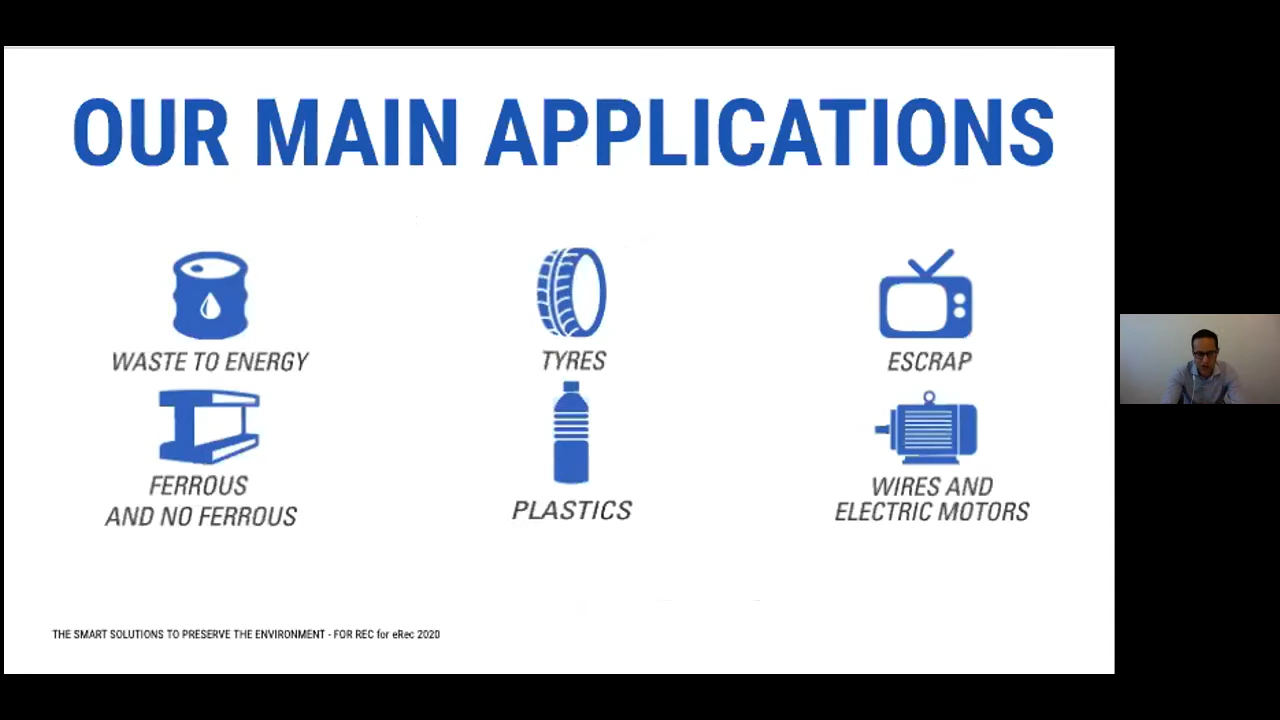 OUR MAIN APPLICATIONS
WASTE TO ENERGY
TYRES
ESCRAP
FERROUS
AND NO FERROUS
PLASTICS
WIRES AND
ELECTRIC MOTORS
THE SMART SOLUTIONS TO PRESERVE THE ENVIRONMENT - FOR REC for eRec 2020